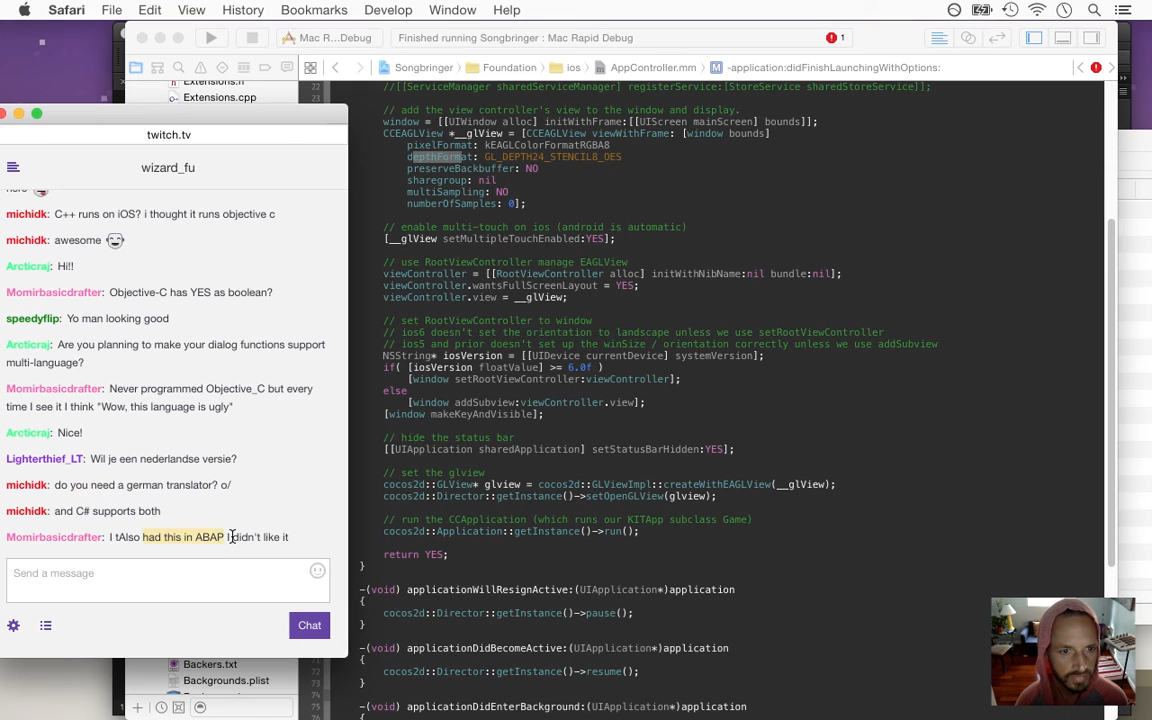 Safari File Edit View History Bookmarks Develop Window Help
Mac R...Debug
Finished running Songbringer : Mac Rapid Debug
1
Songbringer
Foundation
ios
AppController.mm
M
-application:didFinishLaunchingWithOptions:
Extensions.cpp
22
23
//[[ServiceManager sharedServiceManager] registerService:[StoreService sharedStoreService]];
// add the view controller's view to the window and display.
window = [[UIWindow alloc] initWithFrame:[[UIScreen mainScreen] bounds]];
CCEAGLView *__glView = [CCEAGLView viewWithFrame: [window bounds]
pixelFormat: kEAGLColorFormatRGBA8
depthFormat: GL_DEPTH24_STENCIL8_OES
preserveBackbuffer: NO
sharegroup: nil
multiSampling: NO
numberOfSamples: 0];
// enable multi-touch on ios (android is automatic)
[__glView setMultipleTouchEnabled:YES];
// use RootViewController manage EAGLView
viewController = [[RootViewController alloc] initWithNibName:nil bundle:nil];
viewController.wantsFullScreenLayout = YES;
viewController.view = __glView;
// set RootViewController to window
// ios6 doesn't set the orientation to landscape unless we use setRootViewController
// ios5 and prior doesn't set up the winSize / orientation correctly unless we use addSubview
NSString* iosVersion = [[UIDevice currentDevice] systemVersion];
if( [iosVersion floatValue] >= 6.0f )
[window setRootViewController:viewController];
else
[window addSubview:viewController.view];
[window makeKeyAndVisible];
// hide the status bar
[[UIApplication sharedApplication] setStatusBarHidden:YES];
// set the glview
cocos2d::GLView* glview = cocos2d::GLViewImpl::createWithEAGLView(__glView);
cocos2d::Director::getInstance()->setOpenGLView(glview);
// run the CCApplication (which runs our KITApp subclass Game)
cocos2d::Application::getInstance()->run();
return YES;
}
-(void) applicationWillResignActive:(UIApplication*)application
{
cocos2d::Director::getInstance()->pause();
}
-(void) applicationDidBecomeActive:(UIApplication*)application
{
cocos2d::Director::getInstance()->resume();
}
-(void) applicationDidEnterBackground:(UIApplication*)application
72
73
74
75
twitch.tv
wizard_fu
michidk: C++ runs on iOS? i thought it runs objective c
michidk: awesome
Arcticraj: Hi!!
Momirbasicdrafter: Objective-C has YES as boolean?
speedyflip: Yo man looking good
Arcticraj: Are you planning to make your dialog functions support
multi-language?
Momirbasicdrafter: Never programmed Objective_C but every
time I see it I think "Wow, this language is ugly"
Arcticraj: Nice!
Lighterthief_LT: Wil je een nederlandse versie?
michidk: do you need a german translator? o/
michidk: and C# supports both
Momirbasicdrafter: I tAlso had this in ABAP I didn't like it
Send a message
Chat
Backers.txt
Backgrounds.plist